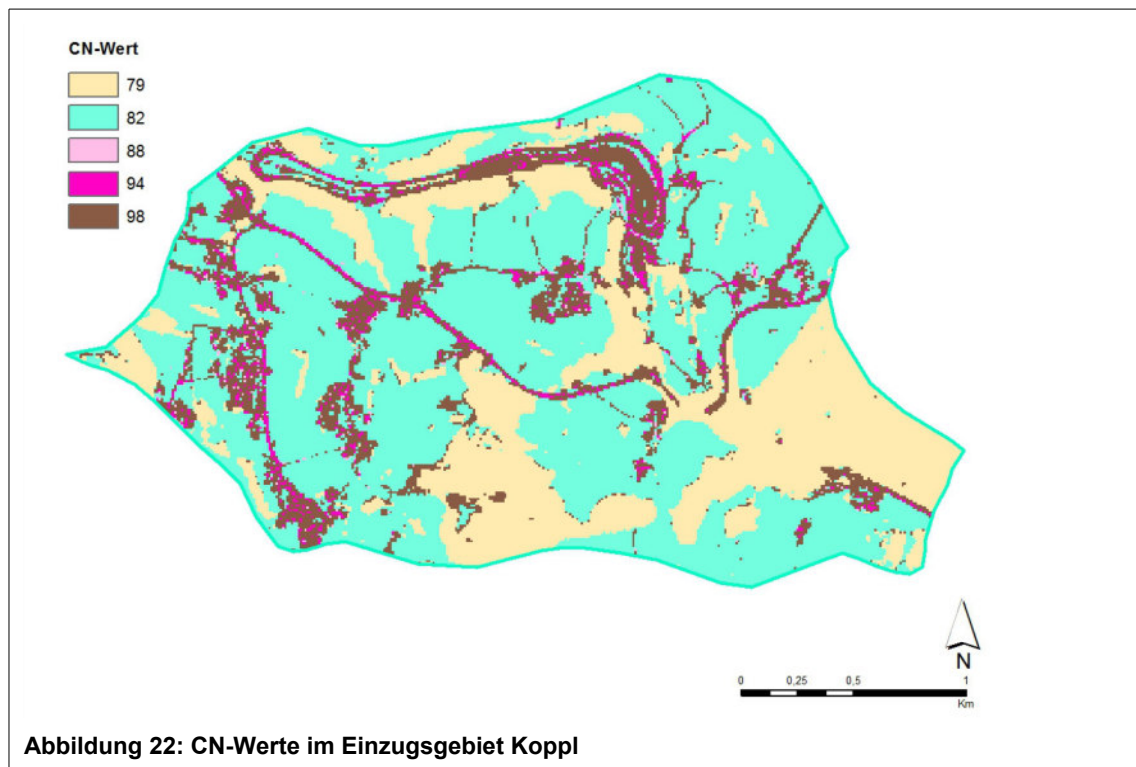 CN-Wert
79
82
88
94
98
N
0 0,25 0,5 1
Km
Abbildung 22: CN-Werte im Einzugsgebiet Koppl